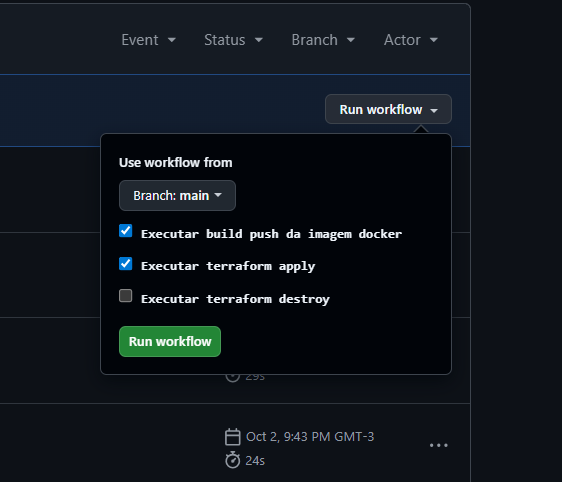 Event Status Branch Actor
Run workflow
Use workflow from
Branch: main
Executar build push da imagem docker
Executar terraform apply
Executar terraform destroy
Run workflow
29s
Oct 2, 9:43 PM GMT-3
24s